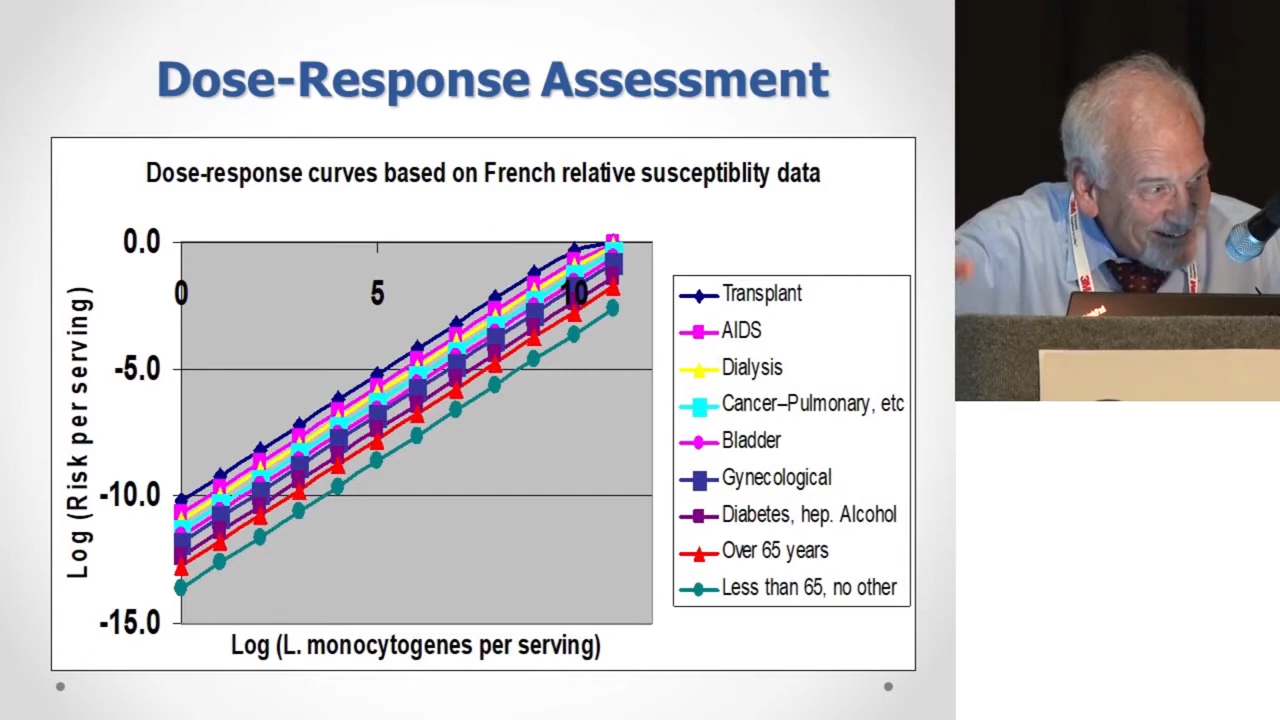 Dose-Response Assessment
Dose-response curves based on French relative susceptiblity data
0.0
0
5
10
-5.0
-10.0
-15.0
Log (Risk per serving)
Log (L. monocytogenes per serving)
Transplant
AIDS
Dialysis
Cancer–Pulmonary, etc
Bladder
Gynecological
Diabetes, hep. Alcohol
Over 65 years
Less than 65, no other
3M